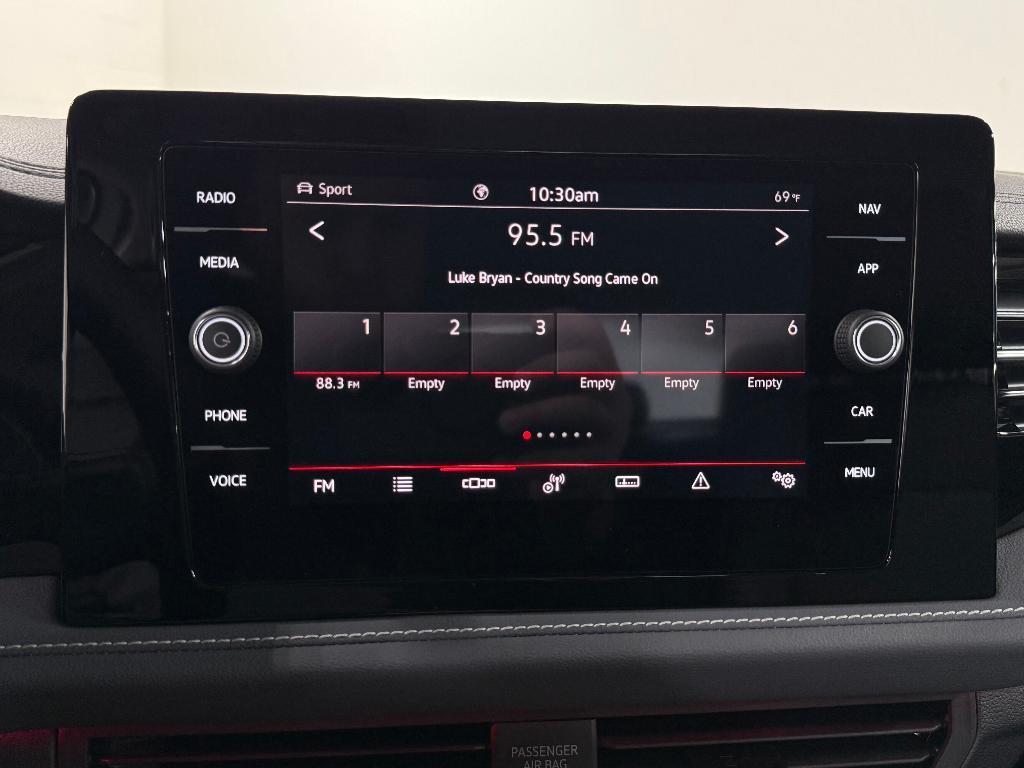 RADIO
MEDIA
PHONE
VOICE
Sport 10:30am 69°F
95.5 FM
Luke Bryan - Country Song Came On
1 2 3 4 5 6
88.3 FM Empty Empty Empty Empty Empty
FM
NAV
APP
CAR
MENU
PASSENGER
AIR BAG